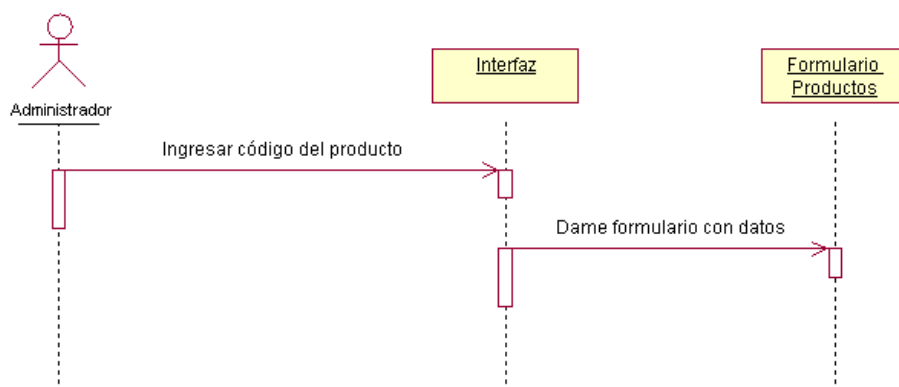 Interfaz
Formulario
Productos
Administrador
Ingresar código del producto
Dame formulario con datos